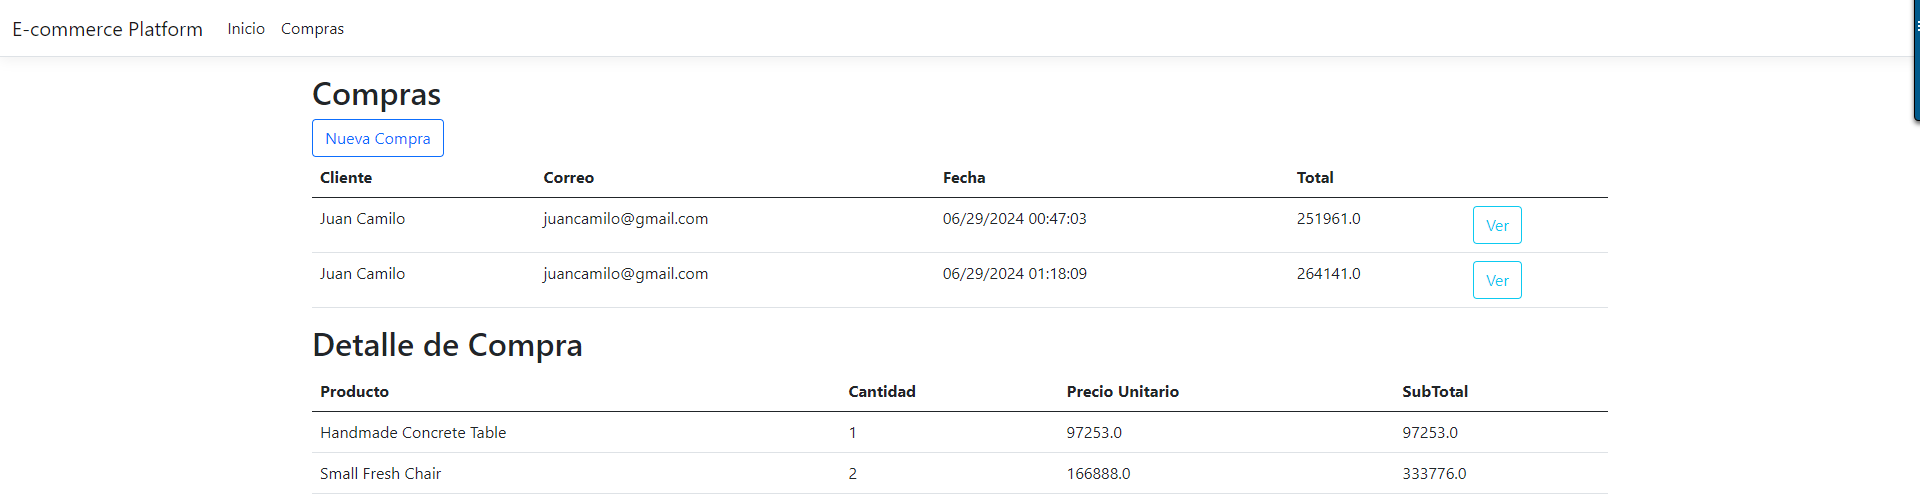 E-commerce Platform Inicio Compras
Compras
Nueva Compra
Cliente Correo Fecha Total
Juan Camilo juancamilo@gmail.com 06/29/2024 00:47:03 251961.0 Ver
Juan Camilo juancamilo@gmail.com 06/29/2024 01:18:09 264141.0 Ver
Detalle de Compra
Producto Cantidad Precio Unitario SubTotal
Handmade Concrete Table 1 97253.0 97253.0
Small Fresh Chair 2 166888.0 333776.0